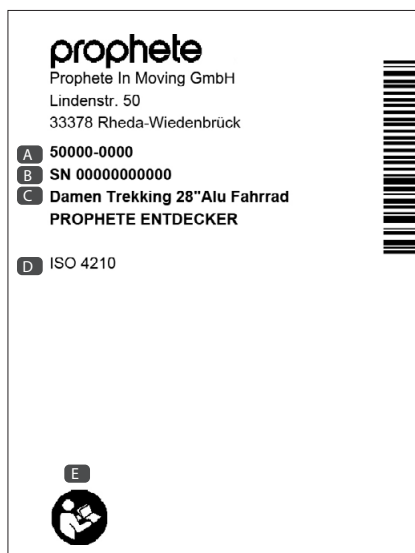 prophete
Prophete In Moving GmbH
Lindenstr. 50
33378 Rheda-Wiedenbrück
A 50000-0000
B SN 00000000000
C Damen Trekking 28"Alu Fahrrad
PROPHETE ENTDECKER
D ISO 4210
E